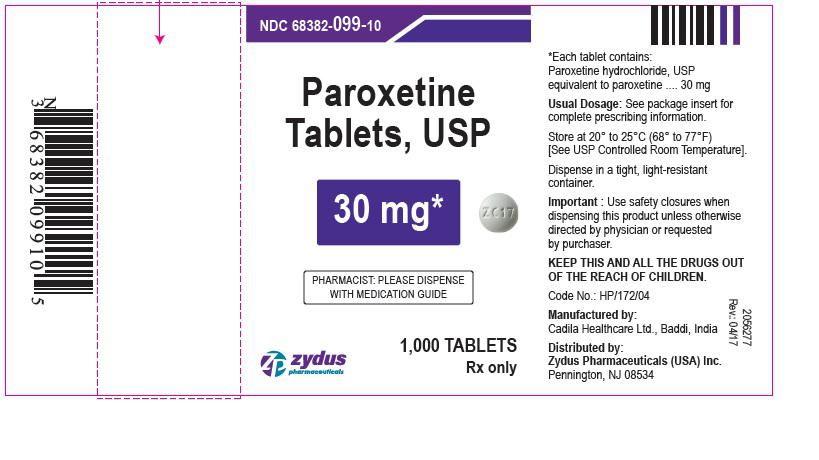 NDC 68382-099-10
Paroxetine
Tablets, USP
30 mg*
ZC17
PHARMACIST: PLEASE DISPENSE
WITH MEDICATION GUIDE
zydus
pharmaceuticals
1,000 TABLETS
Rx only
*Each tablet contains:
Paroxetine hydrochloride, USP
equivalent to paroxetine .... 30 mg
Usual Dosage: See package insert for
complete prescribing information.
Store at 20° to 25°C (68° to 77°F)
[See USP Controlled Room Temperature].
Dispense in a tight, light-resistant
container.
Important : Use safety closures when
dispensing this product unless otherwise
directed by physician or requested
by purchaser.
KEEP THIS AND ALL THE DRUGS OUT
OF THE REACH OF CHILDREN.
Code No.: HP/172/04
Manufactured by:
Cadila Healthcare Ltd., Baddi, India
Distributed by:
Zydus Pharmaceuticals (USA) Inc.
Pennington, NJ 08534
2056277
Rev.: 04/17
N
3 68382 09910 5